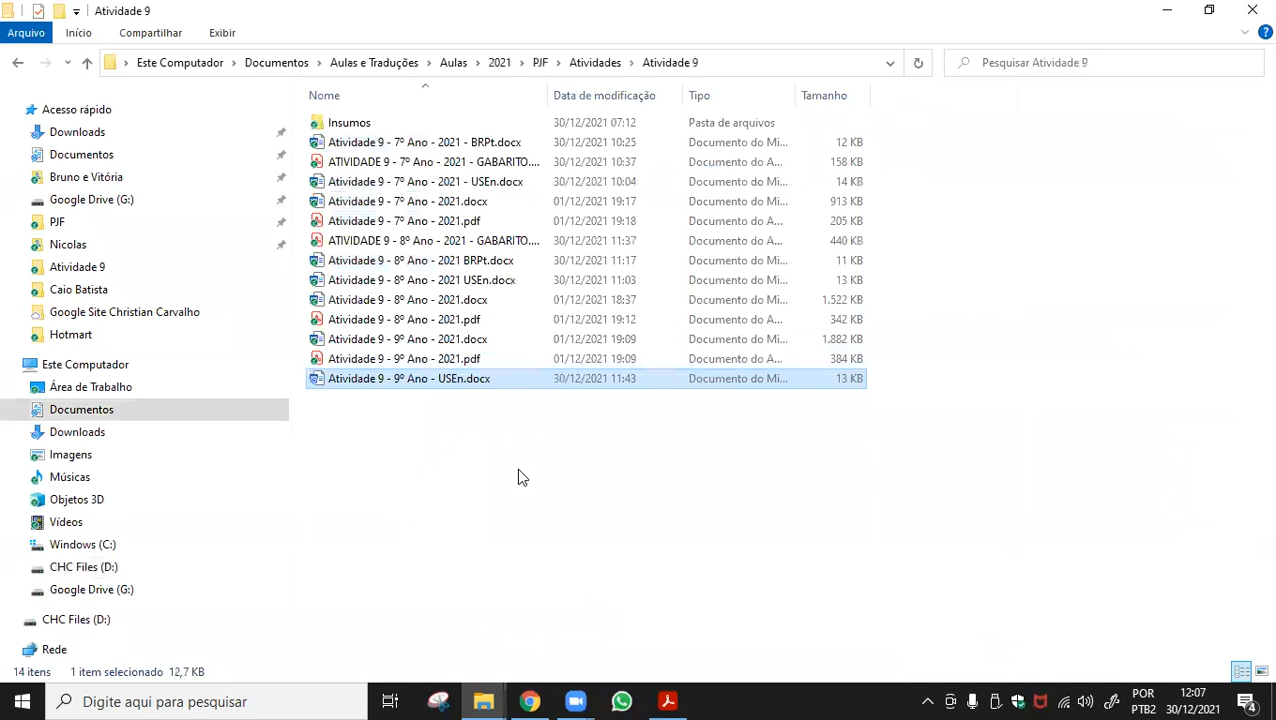 Atividade 9
Arquivo Início Compartilhar Exibir
Este Computador Documentos Aulas e Traduções Aulas 2021 PJF Atividades Atividade 9
Pesquisar Atividade 9
Acesso rápido
Downloads
Documentos
Bruno e Vitória
Google Drive (G:)
PJF
Nicolas
Atividade 9
Caio Batista
Google Site Christian Carvalho
Hotmart
Este Computador
Área de Trabalho
Documentos
Downloads
Imagens
Músicas
Objetos 3D
Vídeos
Windows (C:)
CHC Files (D:)
Google Drive (G:)
CHC Files (D:)
Rede
Nome Data de modificação Tipo Tamanho
Insumos 30/12/2021 07:12 Pasta de arquivos
Atividade 9 - 7º Ano - 2021 - BRPt.docx 30/12/2021 10:25 Documento do Mi... 12 KB
ATIVIDADE 9 - 7º Ano - 2021 - GABARITO.... 30/12/2021 10:37 Documento do A... 158 KB
Atividade 9 - 7º Ano - 2021 - USEn.docx 30/12/2021 10:04 Documento do Mi... 14 KB
Atividade 9 - 7º Ano - 2021.docx 01/12/2021 19:17 Documento do Mi... 913 KB
Atividade 9 - 7º Ano - 2021.pdf 01/12/2021 19:18 Documento do A... 205 KB
ATIVIDADE 9 - 8º Ano - 2021 - GABARITO.... 30/12/2021 11:37 Documento do A... 440 KB
Atividade 9 - 8º Ano - 2021 BRPt.docx 30/12/2021 11:17 Documento do Mi... 11 KB
Atividade 9 - 8º Ano - 2021 USEn.docx 30/12/2021 11:03 Documento do Mi... 13 KB
Atividade 9 - 8º Ano - 2021.docx 01/12/2021 18:37 Documento do Mi... 1.522 KB
Atividade 9 - 8º Ano - 2021.pdf 01/12/2021 19:12 Documento do A... 342 KB
Atividade 9 - 9º Ano - 2021.docx 01/12/2021 19:09 Documento do Mi... 1.882 KB
Atividade 9 - 9º Ano - 2021.pdf 01/12/2021 19:09 Documento do A... 384 KB
Atividade 9 - 9º Ano - USEn.docx 30/12/2021 11:43 Documento do Mi... 13 KB
14 itens 1 item selecionado 12,7 KB
Digite aqui para pesquisar
POR 12:07
PTB2 30/12/2021
4